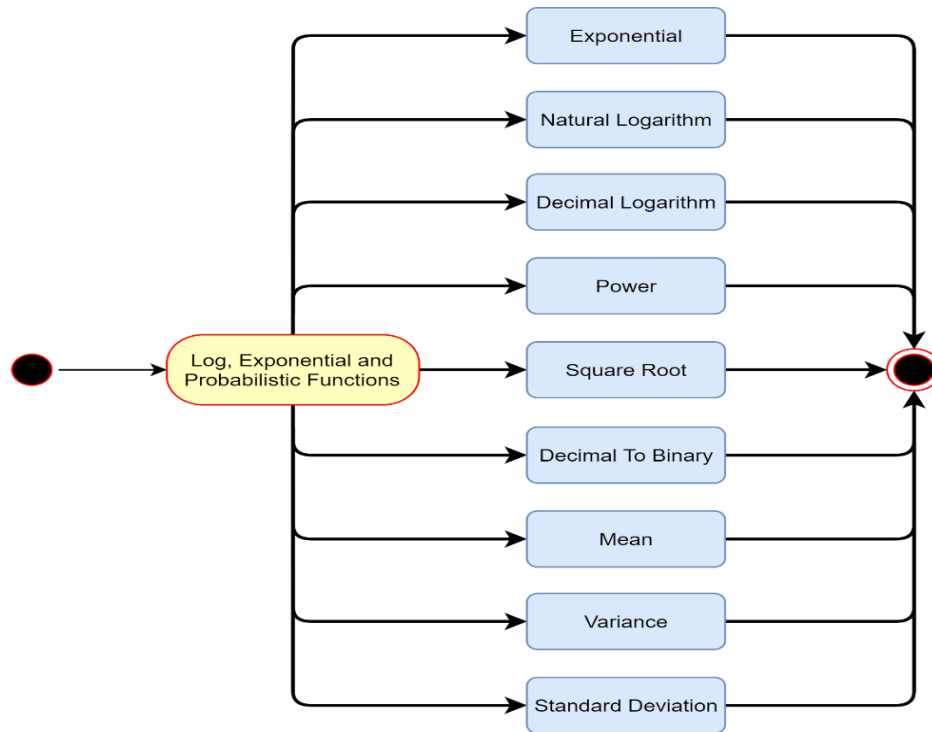 Exponential
Natural Logarithm
Decimal Logarithm
Power
Log, Exponential and
Probabilistic Functions
Square Root
Decimal To Binary
Mean
Variance
Standard Deviation